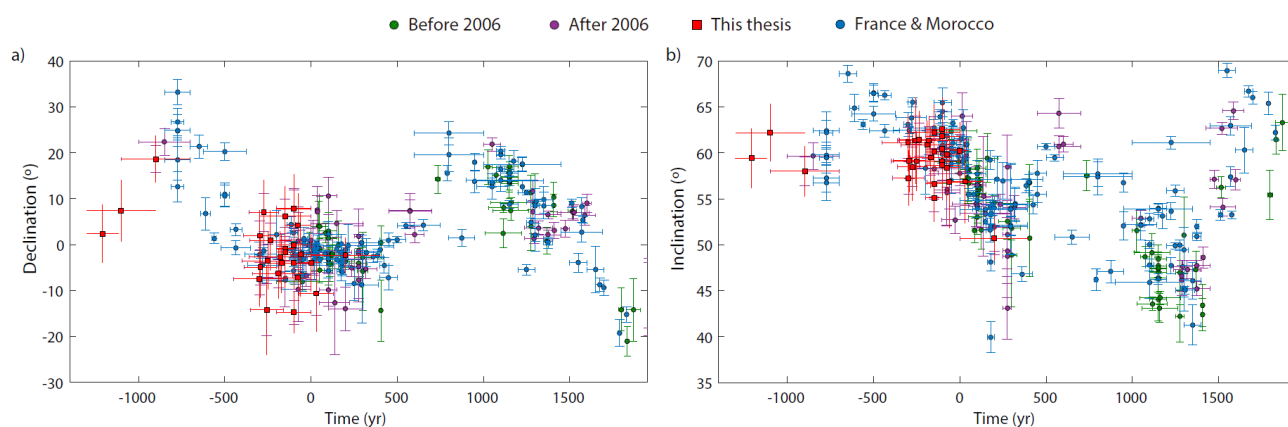 Before 2006 After 2006 This thesis France & Morocco
a)
Declination (º)
40
30
20
10
0
-10
-20
-30
-1000 -500 0 500 1000 1500
Time (yr)
b)
Inclination (º)
70
65
60
55
50
45
40
35
-1000 -500 0 500 1000 1500
Time (yr)